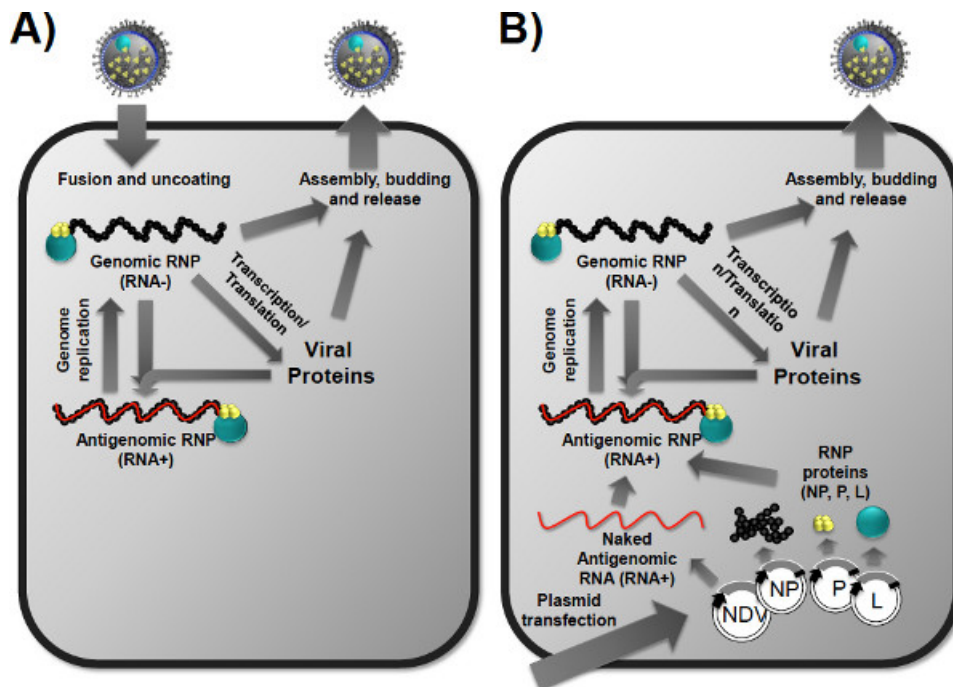 A)
Fusion and uncoating
Assembly, budding
and release
Genomic RNP
(RNA-)
Transcription/
Translation
Genome
replication
Viral
Proteins
Antigenomic RNP
(RNA+)
B)
Assembly, budding
and release
Genomic RNP
(RNA-)
Transcriptio
n/Translatio
n
Genome
replication
Viral
Proteins
Antigenomic RNP
(RNA+)
RNP
proteins
(NP, P, L)
Naked
Antigenomic
RNA (RNA+)
Plasmid
transfection
NDV
NP
P
L